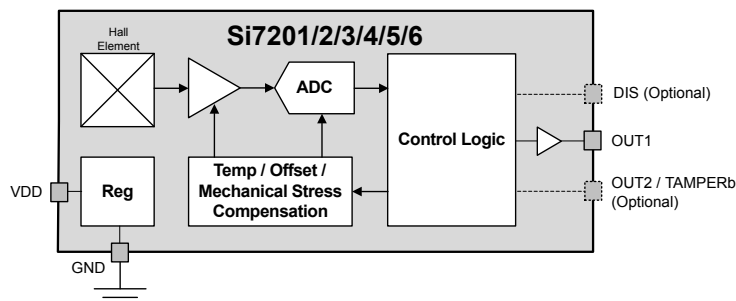 Si7201/2/3/4/5/6
Hall
Element
ADC
Control Logic
DIS (Optional)
OUT1
OUT2 / TAMPERb
(Optional)
Temp / Offset /
Mechanical Stress
Compensation
VDD
Reg
GND